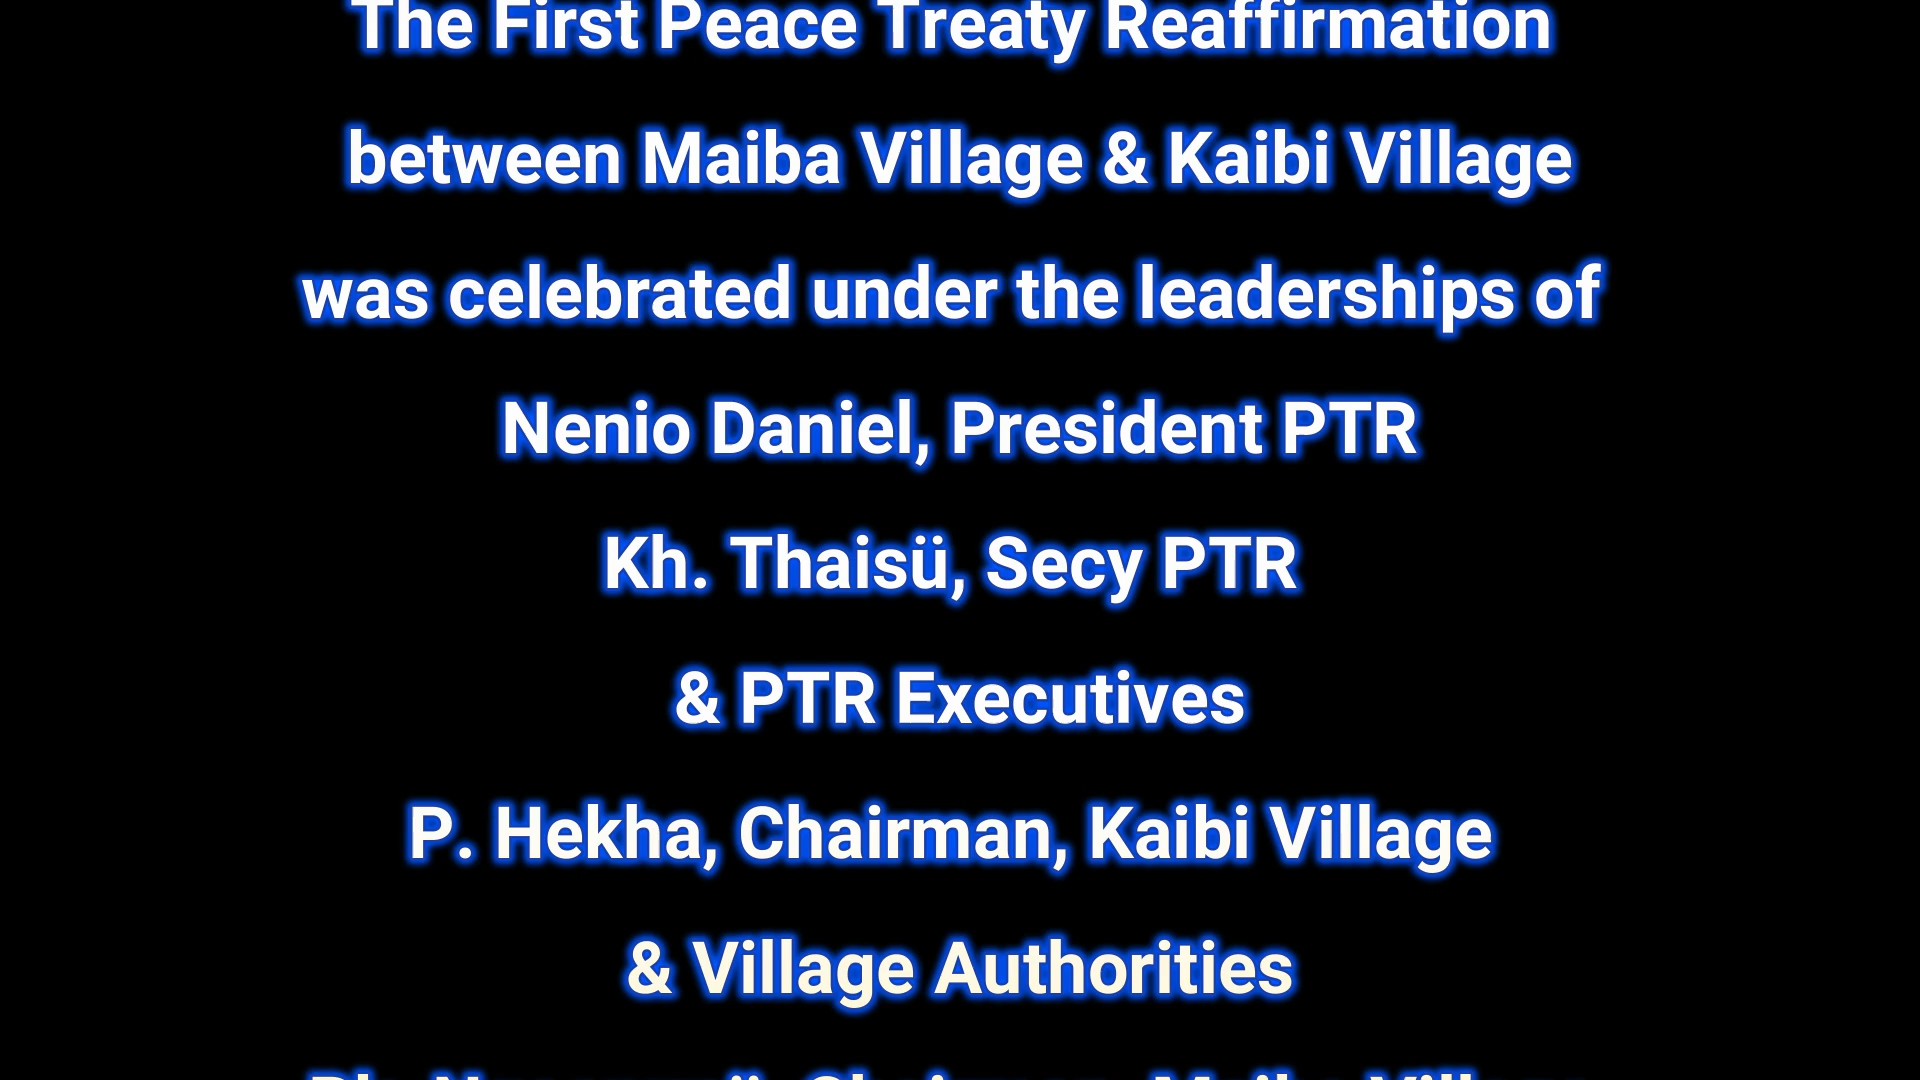 The First Peace Treaty Reaffirmation
between Maiba Village & Kaibi Village
was celebrated under the leaderships of
Nenio Daniel, President PTR
Kh. Thaisü, Secy PTR
& PTR Executives
P. Hekha, Chairman, Kaibi Village
& Village Authorities